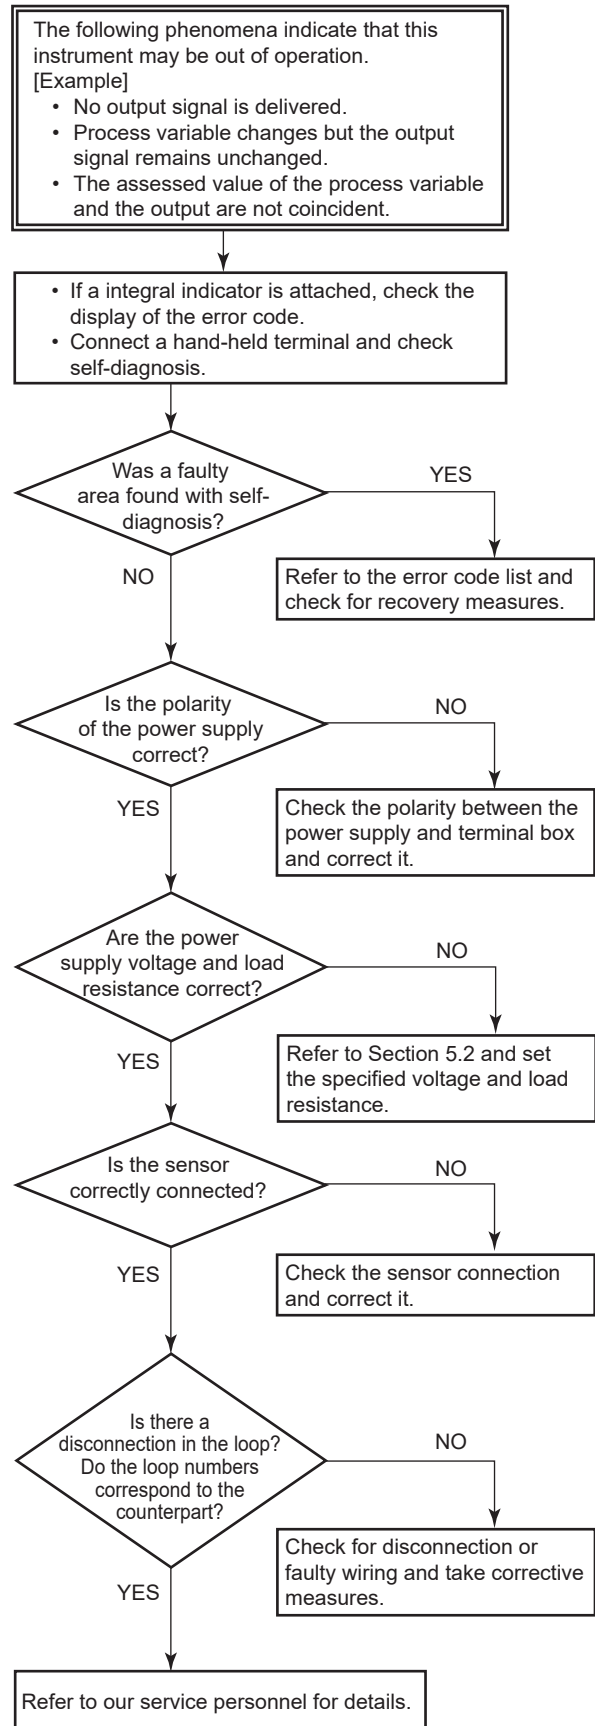 The following phenomena indicate that this
instrument may be out of operation.
[Example]
• No output signal is delivered.
• Process variable changes but the output
signal remains unchanged.
• The assessed value of the process variable
and the output are not coincident.
• If a integral indicator is attached, check the
display of the error code.
• Connect a hand-held terminal and check
self-diagnosis.
Was a faulty
area found with self-
diagnosis?
YES
NO
Refer to the error code list and
check for recovery measures.
Is the polarity
of the power supply
correct?
NO
YES
Check the polarity between the
power supply and terminal box
and correct it.
Are the power
supply voltage and load
resistance correct?
NO
YES
Refer to Section 5.2 and set
the specified voltage and load
resistance.
Is the sensor
correctly connected?
NO
YES
Check the sensor connection
and correct it.
Is there a
disconnection in the loop?
Do the loop numbers
correspond to the
counterpart?
NO
YES
Check for disconnection or
faulty wiring and take corrective
measures.
Refer to our service personnel for details.